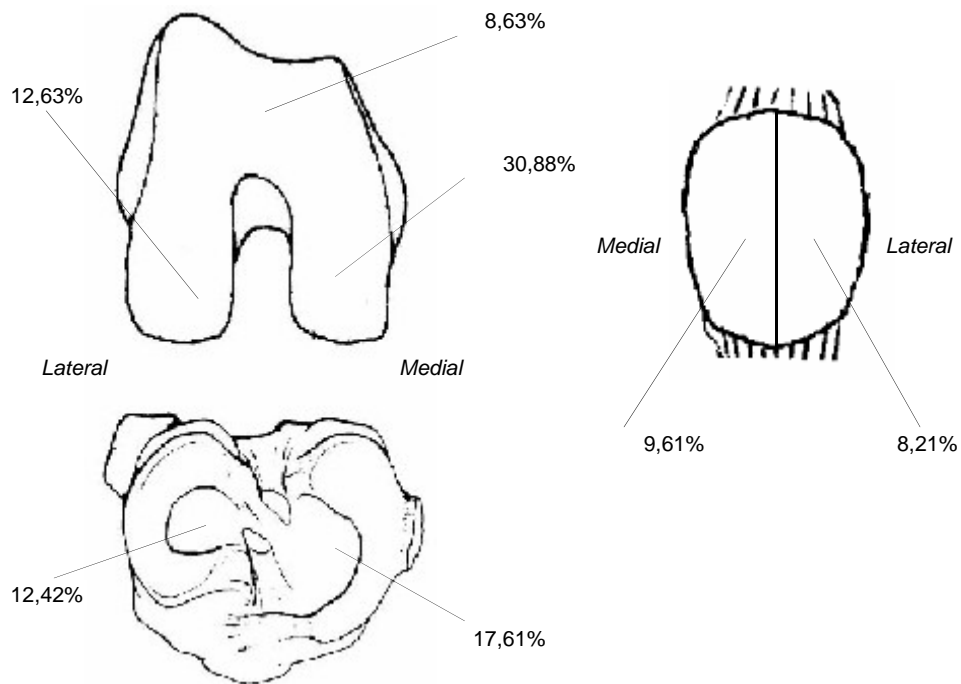 8,63%
12,63%
30,88%
Medial
Lateral
Lateral
Medial
9,61%
8,21%
12,42%
17,61%